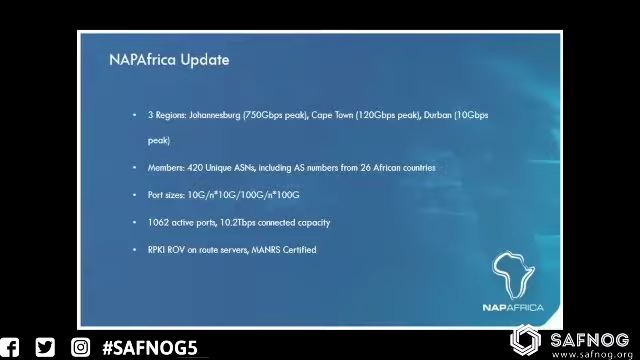 NAPAfrica Update
• 3 Regions: Johannesburg (750Gbps peak), Cape Town (120Gbps peak), Durban (10Gbps
peak)
• Members: 420 Unique ASNs, including AS numbers from 26 African countries
• Port sizes: 10G/n*10G/100G/n*100G
• 1062 active ports, 10.2Tbps connected capacity
• RPKI ROV on route servers, MANRS Certified
NAPAFRICA
#SAFNOG5
SAFNOG
www.safnog.org